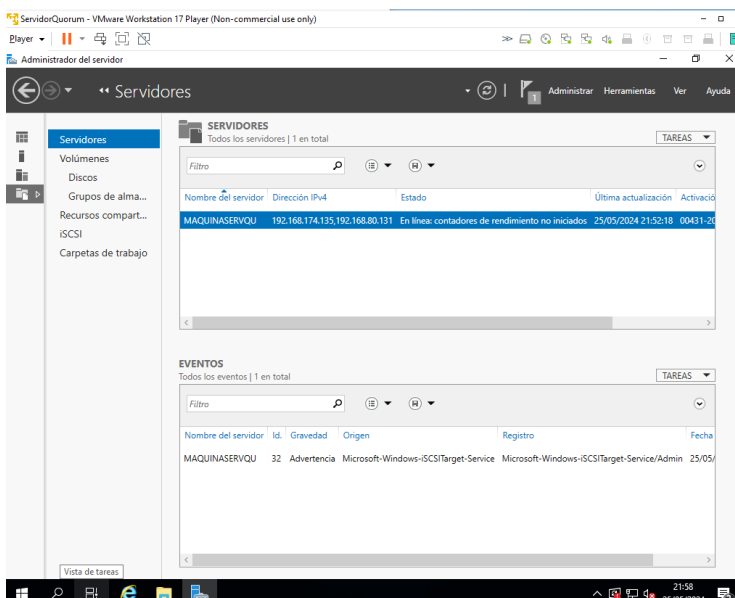 ServidorQuorum - VMware Workstation 17 Player (Non-commercial use only)
Player
Administrador del servidor
Servidores
1
Administrar Herramientas Ver Ayuda
Servidores
Volúmenes
Discos
Grupos de alma...
Recursos compart...
iSCSI
Carpetas de trabajo
SERVIDORES
Todos los servidores | 1 en total
TAREAS
Filtro
Nombre del servidor Dirección IPv4 Estado Última actualización Activació
MAQUINASERVQU 192.168.174.135,192.168.80.131 En línea: contadores de rendimiento no iniciados 25/05/2024 21:52:18 00431-20
EVENTOS
Todos los eventos | 1 en total
TAREAS
Filtro
Nombre del servidor Id. Gravedad Origen Registro Fecha
MAQUINASERVQU 32 Advertencia Microsoft-Windows-iSCSITarget-Service Microsoft-Windows-iSCSITarget-Service/Admin 25/05/
Vista de tareas
21:58